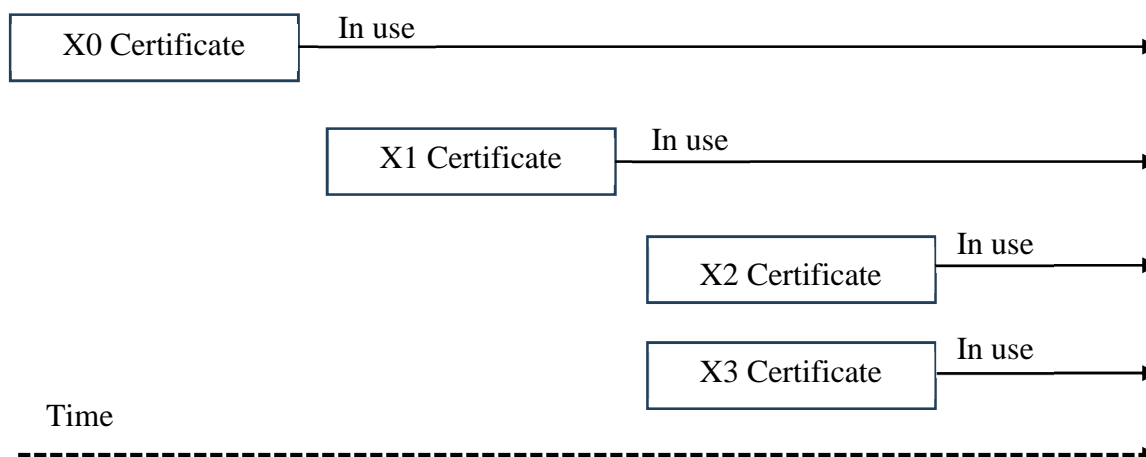 X0 Certificate
In use
X1 Certificate
In use
X2 Certificate
In use
X3 Certificate
In use
Time